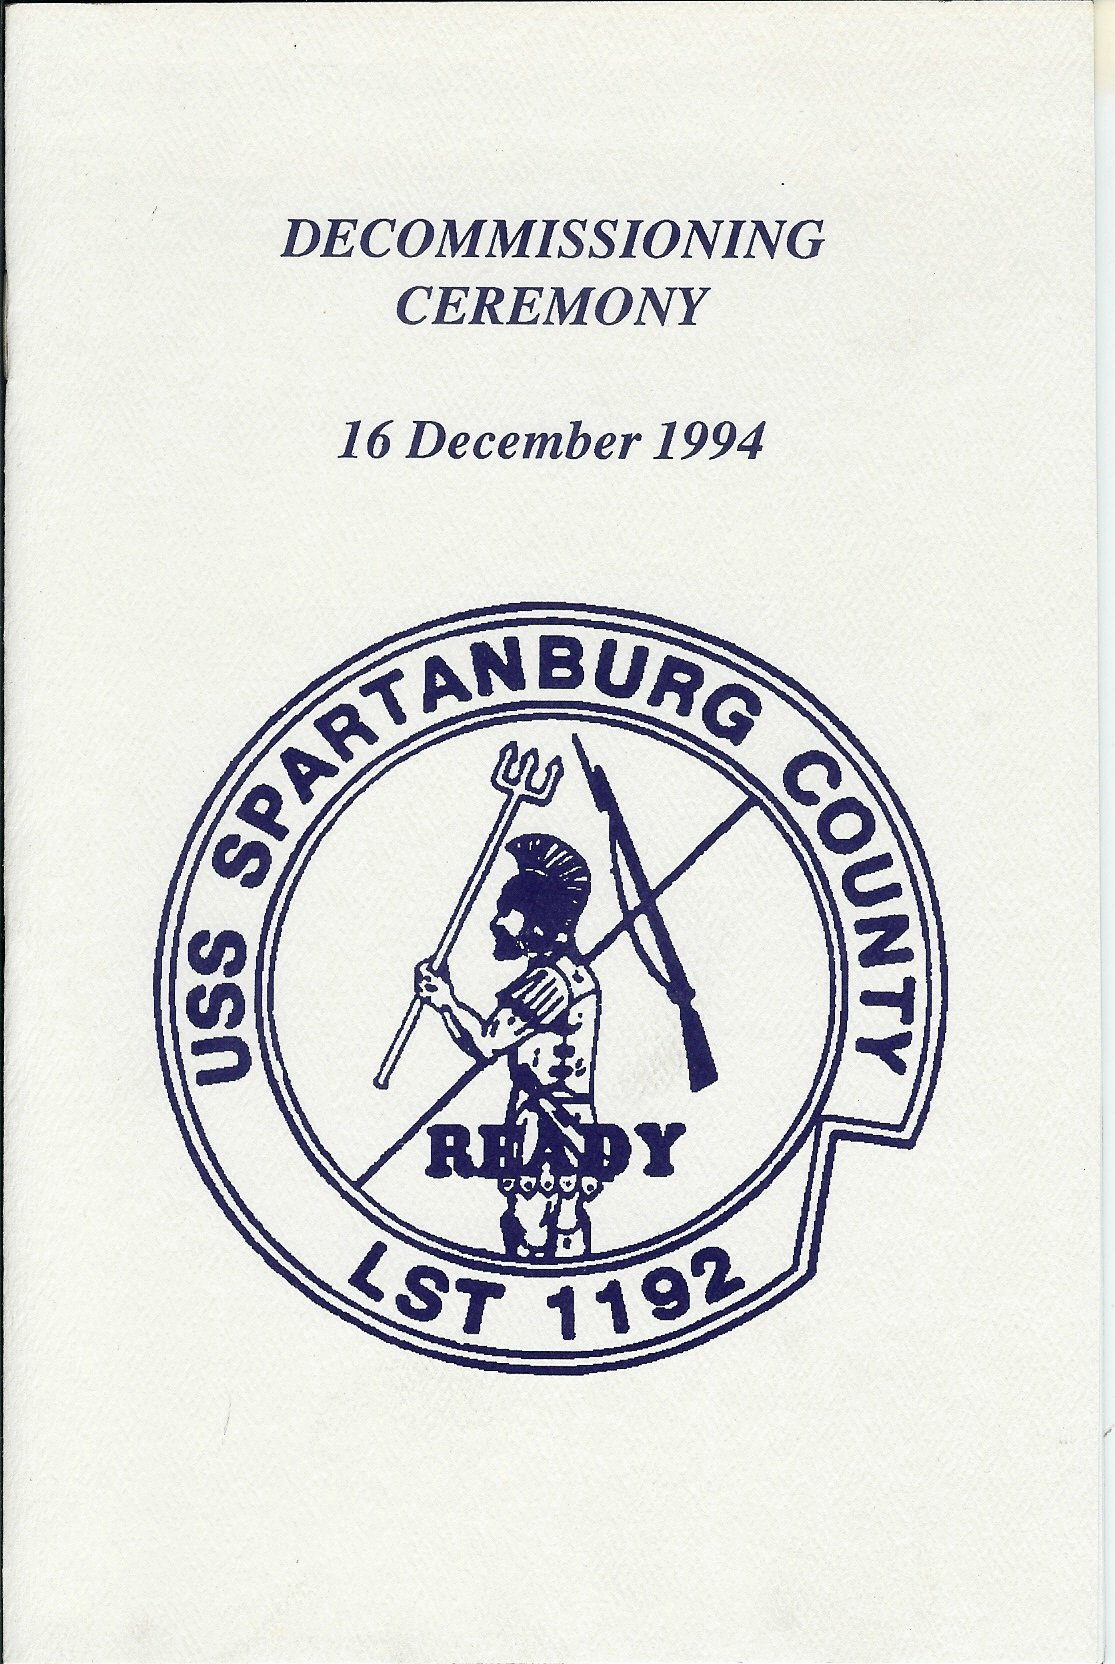 DECOMMISSIONING
CEREMONY
16 December 1994
USS SPARTANBURG COUNTY
READY
LST 1192